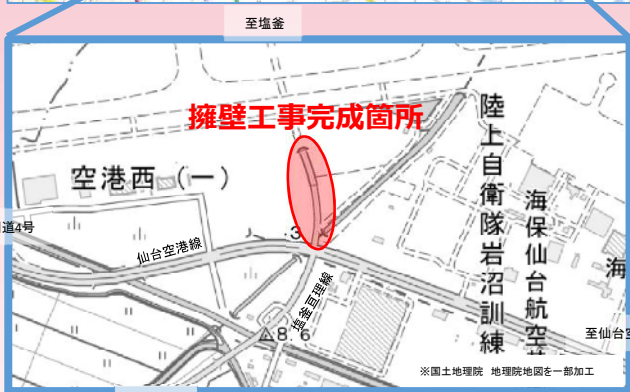 至塩釜
擁壁工事完成箇所
空港西（一）
陸上自衛隊岩沼訓練
海保仙台航空
海
道4号
仙台空港線
3
塩釜亘理線
8.6
至仙台空
※国土地理院 地理院地図を一部加工